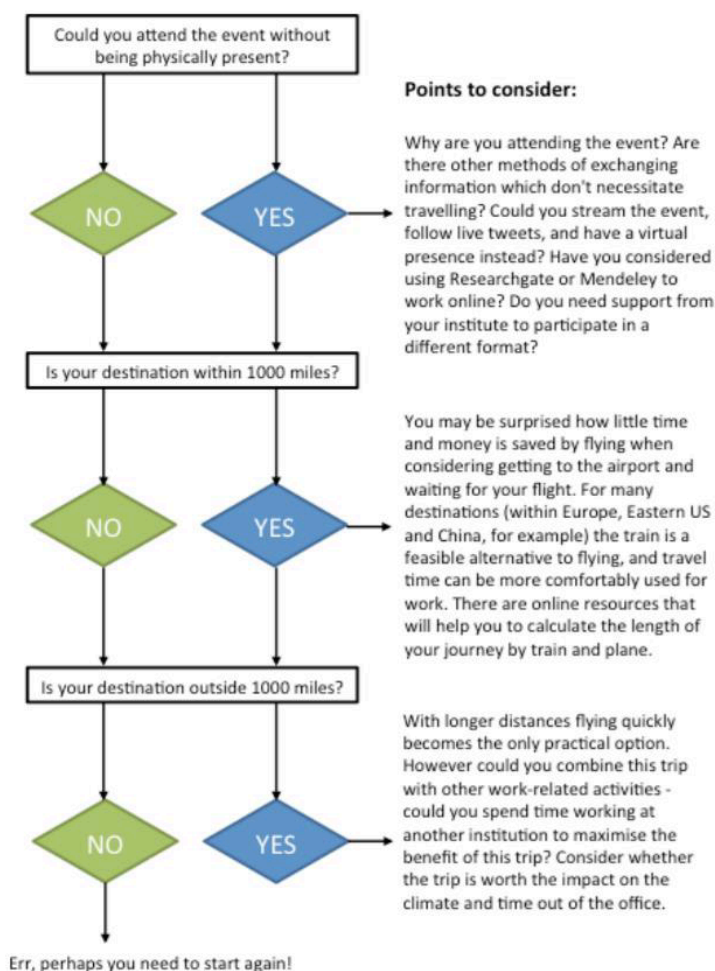 Could you attend the event without
being physically present?
Points to consider:
Why are you attending the event? Are
there other methods of exchanging
information which don't necessitate
travelling? Could you stream the event,
follow live tweets, and have a virtual
presence instead? Have you considered
using Researchgate or Mendeley to
work online? Do you need support from
your institute to participate in a
different format?
NO
YES
Is your destination within 1000 miles?
You may be surprised how little time
and money is saved by flying when
considering getting to the airport and
waiting for your flight. For many
destinations (within Europe, Eastern US
and China, for example) the train is a
feasible alternative to flying, and travel
time can be more comfortably used for
work. There are online resources that
will help you to calculate the length of
your journey by train and plane.
NO
YES
Is your destination outside 1000 miles?
With longer distances flying quickly
becomes the only practical option.
However could you combine this trip
with other work-related activities -
could you spend time working at
another institution to maximise the
benefit of this trip? Consider whether
the trip is worth the impact on the
climate and time out of the office.
NO
YES
Err, perhaps you need to start again!